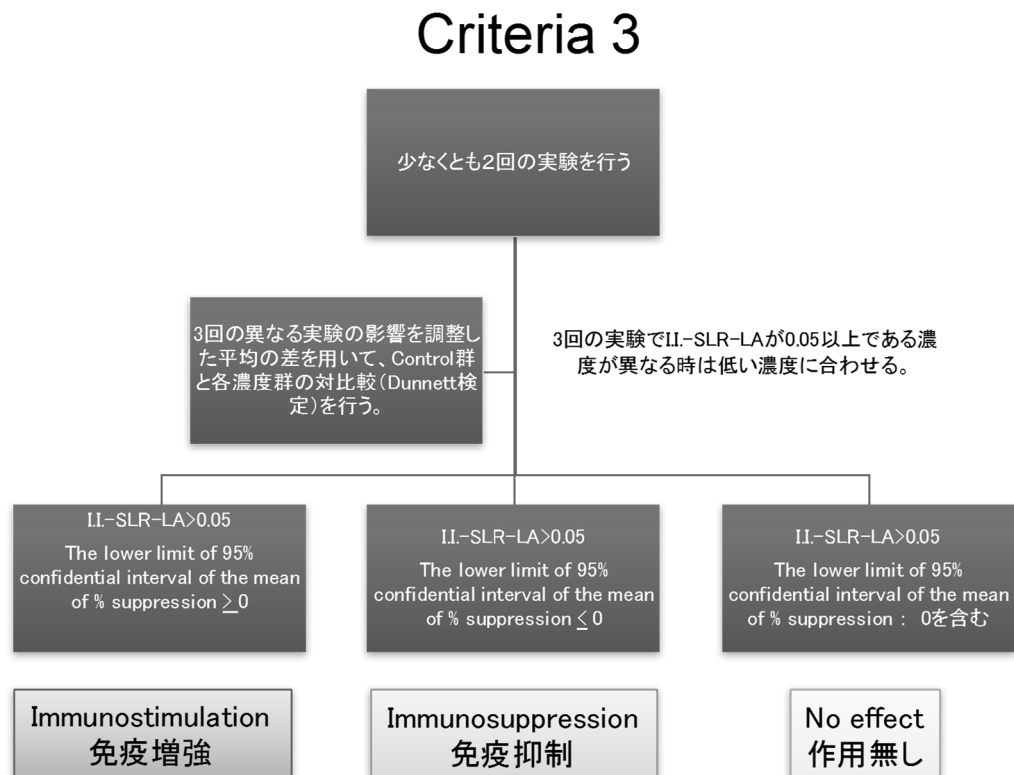 Criteria 3
少なくとも2回の実験を行う
3回の異なる実験の影響を調整し
た平均の差を用いて、Control群
と各濃度群の対比較(Dunnett検
定)を行う。
3回の実験でI.I.-SLR-LAが0.05以上である濃
度が異なる時は低い濃度に合わせる。
I.I.-SLR-LA>0.05
The lower limit of 95%
confidential interval of the mean
of % suppression ≥0
I.I.-SLR-LA>0.05
The lower limit of 95%
confidential interval of the mean
of % suppression ≤ 0
I.I.-SLR-LA>0.05
The lower limit of 95%
confidential interval of the mean
of % suppression : 0を含む
Immunostimulation
免疫増強
Immunosuppression
免疫抑制
No effect
作用無し